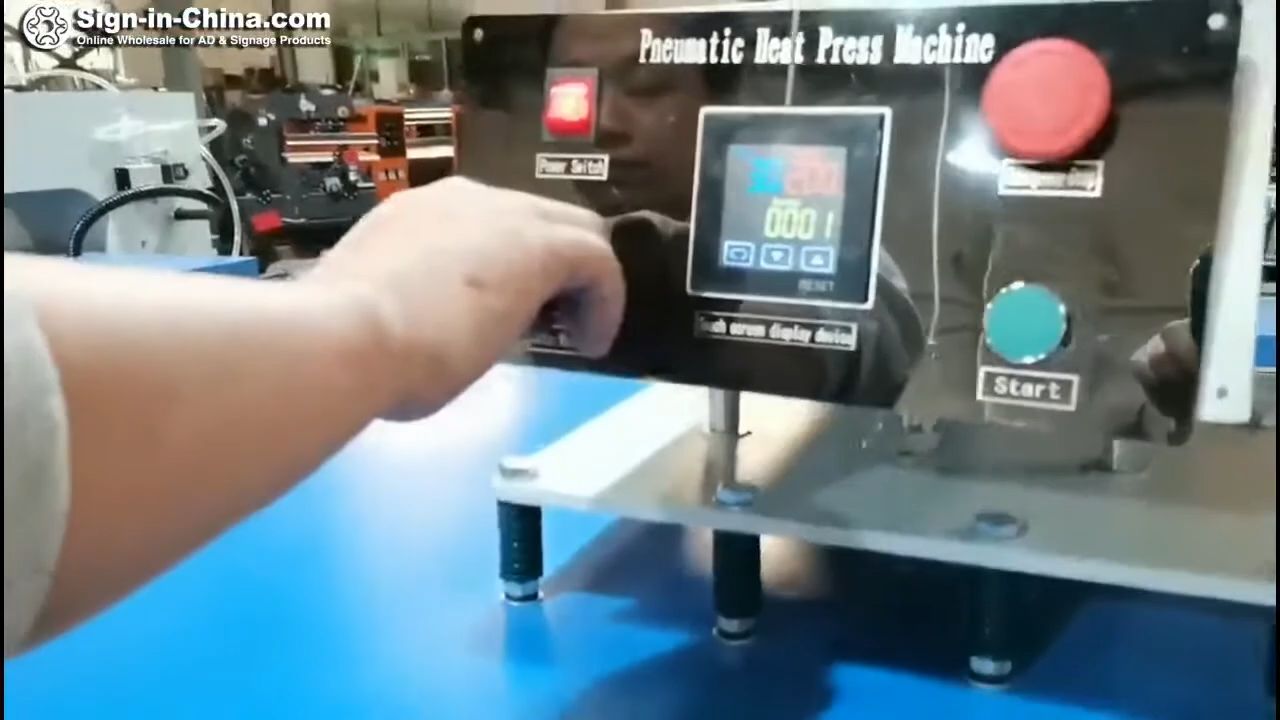 Sign-in-China.com
Online Wholesale for AD & Signage Products
Pneumatic Heat Press Machine
Power Switch
200
0001
RESET
Touch screen display device
Start